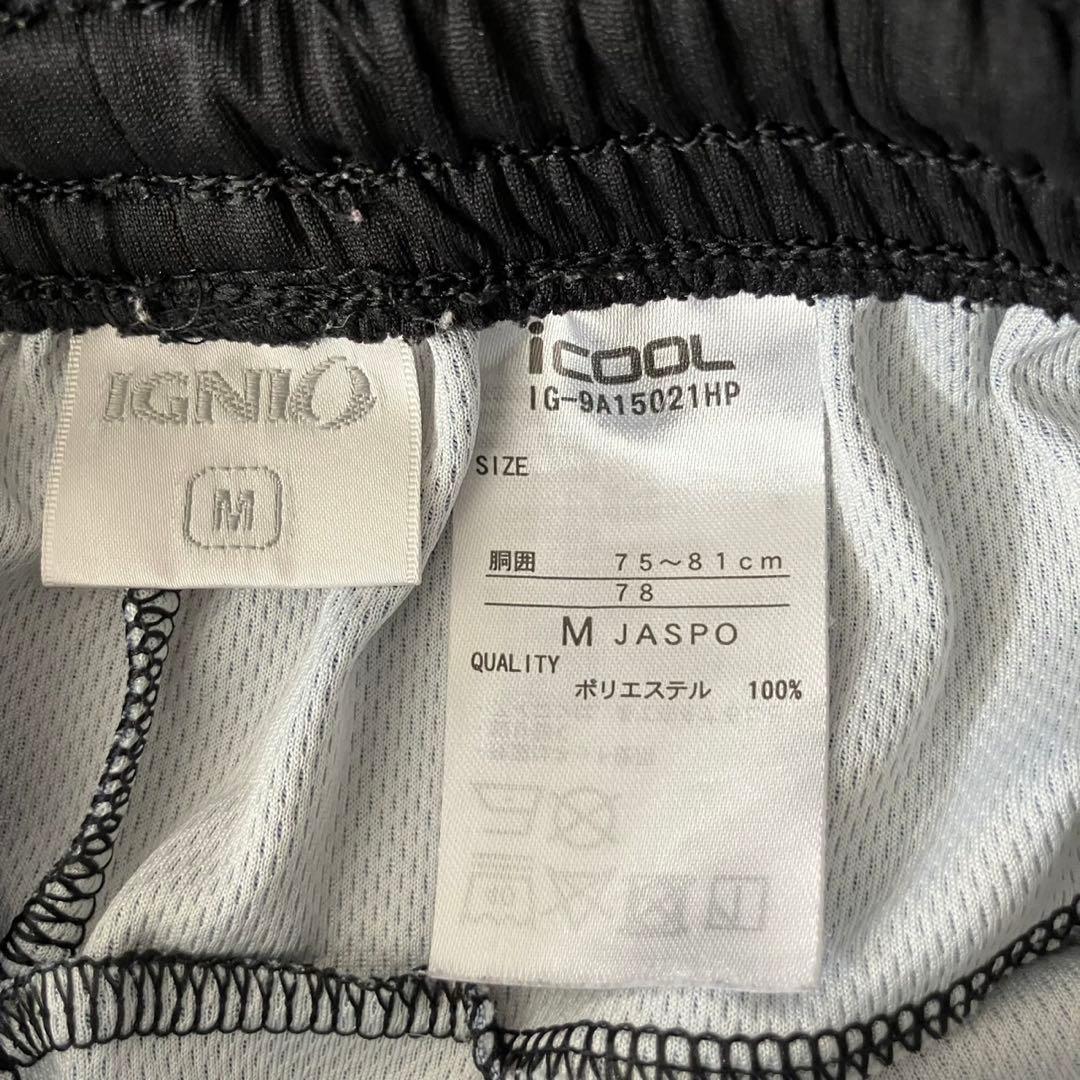 IGNIO
M
iCOOL
IG-9A15021HP
SIZE
胴囲 75～81cm
78
M JASPO
QUALITY
ポリエステル 100%